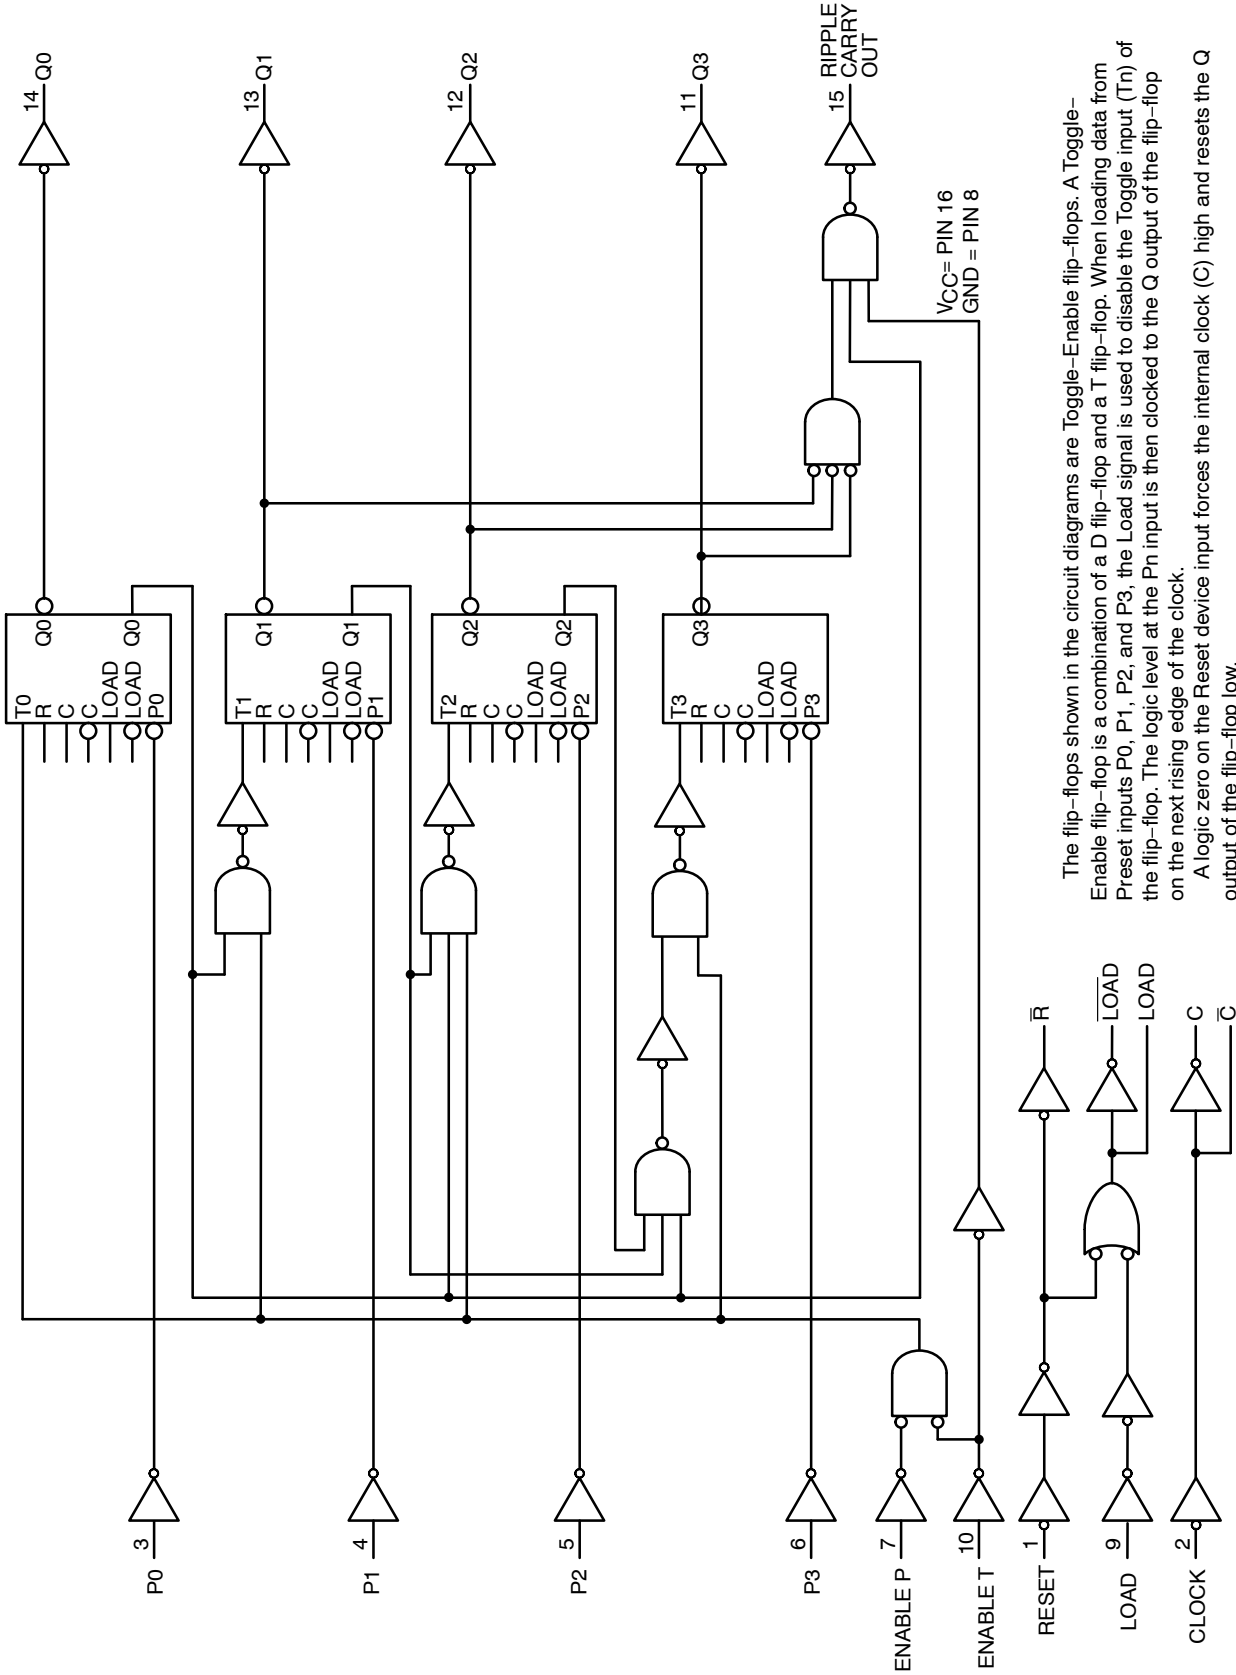 14 Q0
13 Q1
12 Q2
11 Q3
RIPPLE
15 CARRY
OUT
VCC= PIN 16
GND = PIN 8
T0
R
C
C
LOAD
LOAD
P0
Q0
Q0
T1
R
C
C
LOAD
LOAD
P1
Q1
Q1
T2
R
C
C
LOAD
LOAD
P2
Q2
Q2
T3
R
C
C
LOAD
LOAD
P3
Q3
P0 3
P1 4
P2 5
P3 6
ENABLE P 7
ENABLE T 10
RESET 1
LOAD 9
CLOCK 2
R̅
L̅O̅A̅D̅
LOAD
C
C̅
The flip−flops shown in the circuit diagrams are Toggle−Enable flip−flops. A Toggle−
Enable flip−flop is a combination of a D flip−flop and a T flip−flop. When loading data from
Preset inputs P0, P1, P2, and P3, the Load signal is used to disable the Toggle input (Tn) of
the flip−flop. The logic level at the Pn input is then clocked to the Q output of the flip−flop
on the next rising edge of the clock.
A logic zero on the Reset device input forces the internal clock (C) high and resets the Q
output of the flip−flop low.